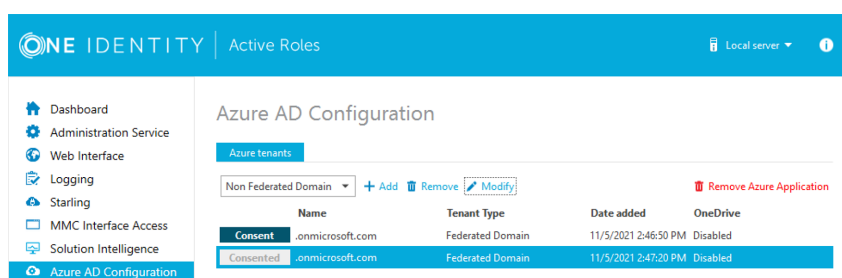 ONE IDENTITY Active Roles Local server
Dashboard
Administration Service
Web Interface
Logging
Starling
MMC Interface Access
Solution Intelligence
Azure AD Configuration
Azure AD Configuration
Azure tenants
Non Federated Domain Add Remove Modify Remove Azure Application
Name Tenant Type Date added OneDrive
Consent .onmicrosoft.com Federated Domain 11/5/2021 2:46:50 PM Disabled
Consented .onmicrosoft.com Federated Domain 11/5/2021 2:47:20 PM Disabled